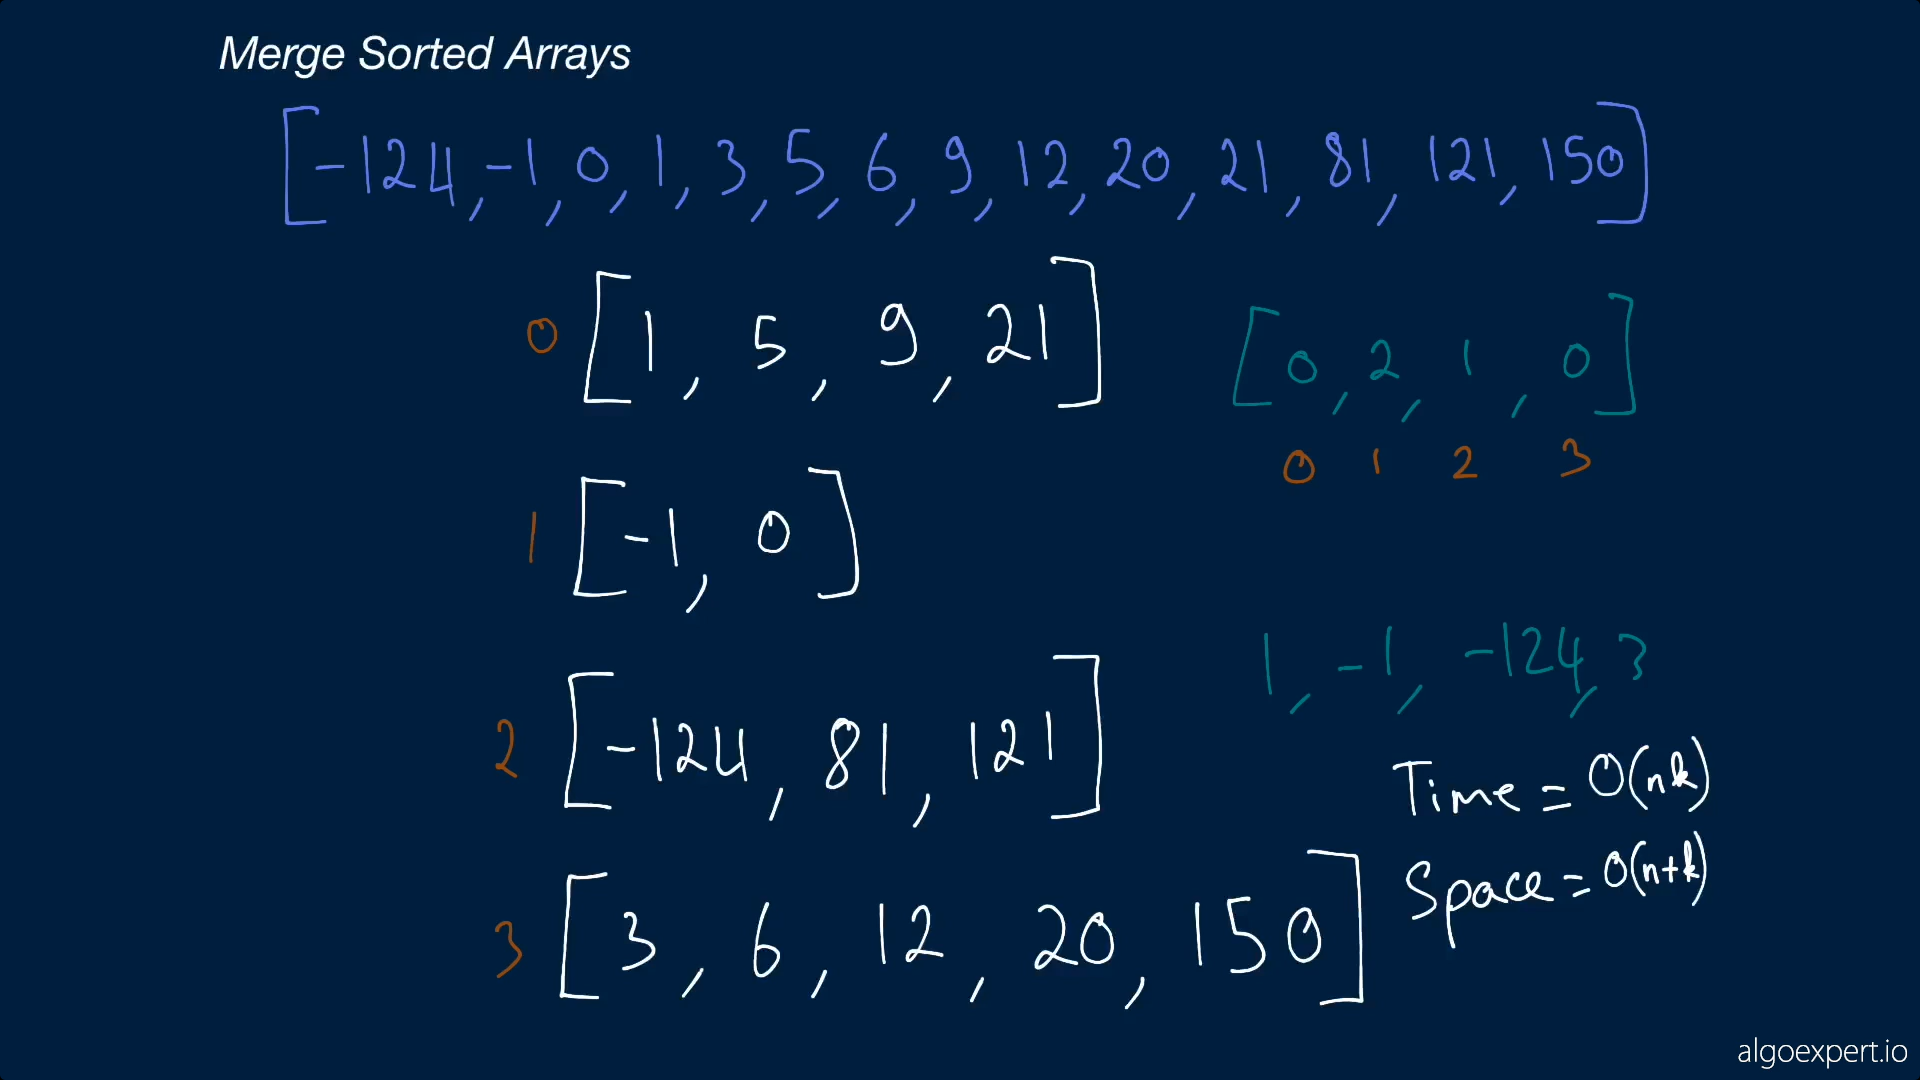 Merge Sorted Arrays
[-124, -1, 0, 1, 3, 5, 6, 9, 12, 20, 21, 81, 121, 150]
0 [1, 5, 9, 21]
[0, 2, 1, 0]
0 1 2 3
1 [-1, 0]
1, -1, -124, 3
2 [-124, 81, 121]
Time = O(nk)
Space = O(n+k)
3 [3, 6, 12, 20, 150]
algoexpert.io